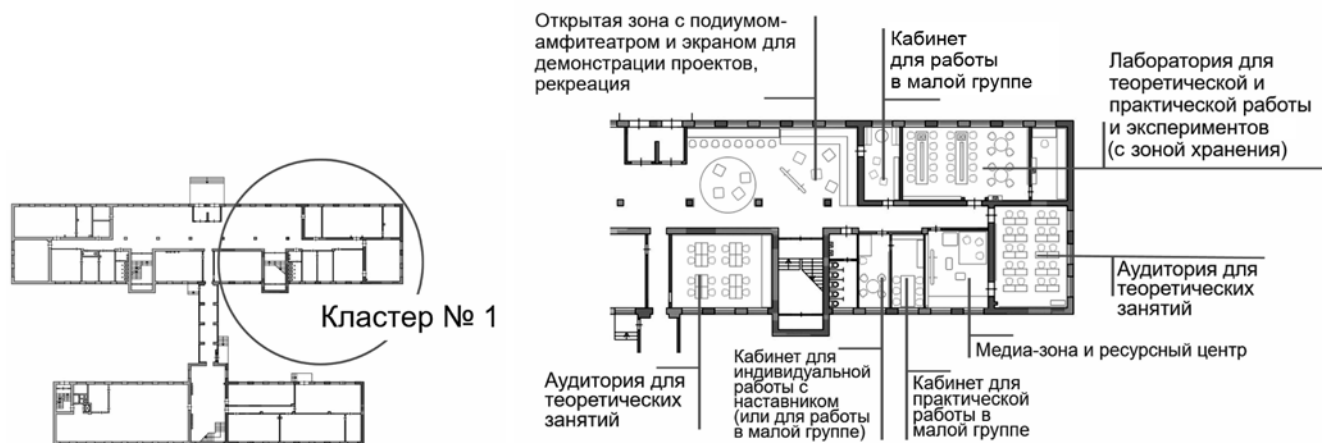 Кластер № 1
Открытая зона с подиумом-
амфитеатром и экраном для
демонстрации проектов,
рекреация
Кабинет
для работы
в малой группе
Лаборатория для
теоретической и
практической работы
и экспериментов
(с зоной хранения)
Аудитория для
теоретических
занятий
Медиа-зона и ресурсный центр
Аудитория для
теоретических
занятий
Кабинет для
индивидуальной
работы с
наставником
(или для работы
в малой группе)
Кабинет для
практической
работы в
малой группе